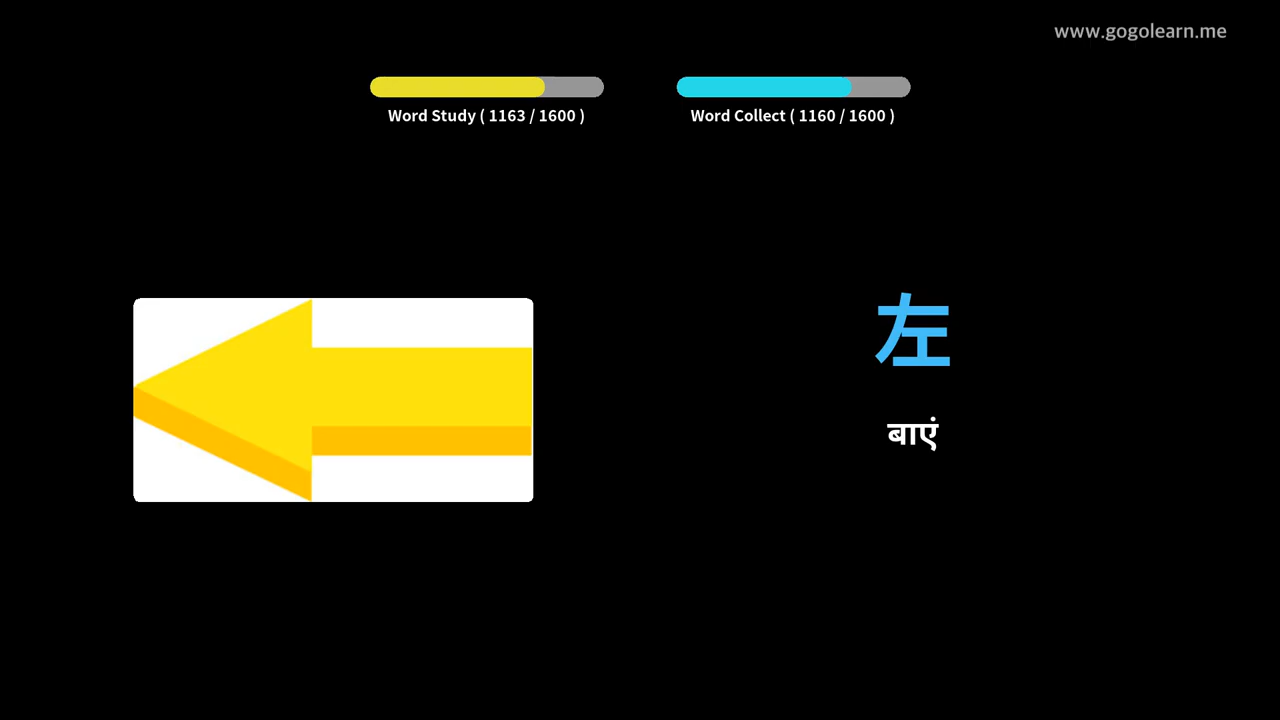 www.gogolearn.me
Word Study ( 1163 / 1600 )
Word Collect ( 1160 / 1600 )
左
बाएं